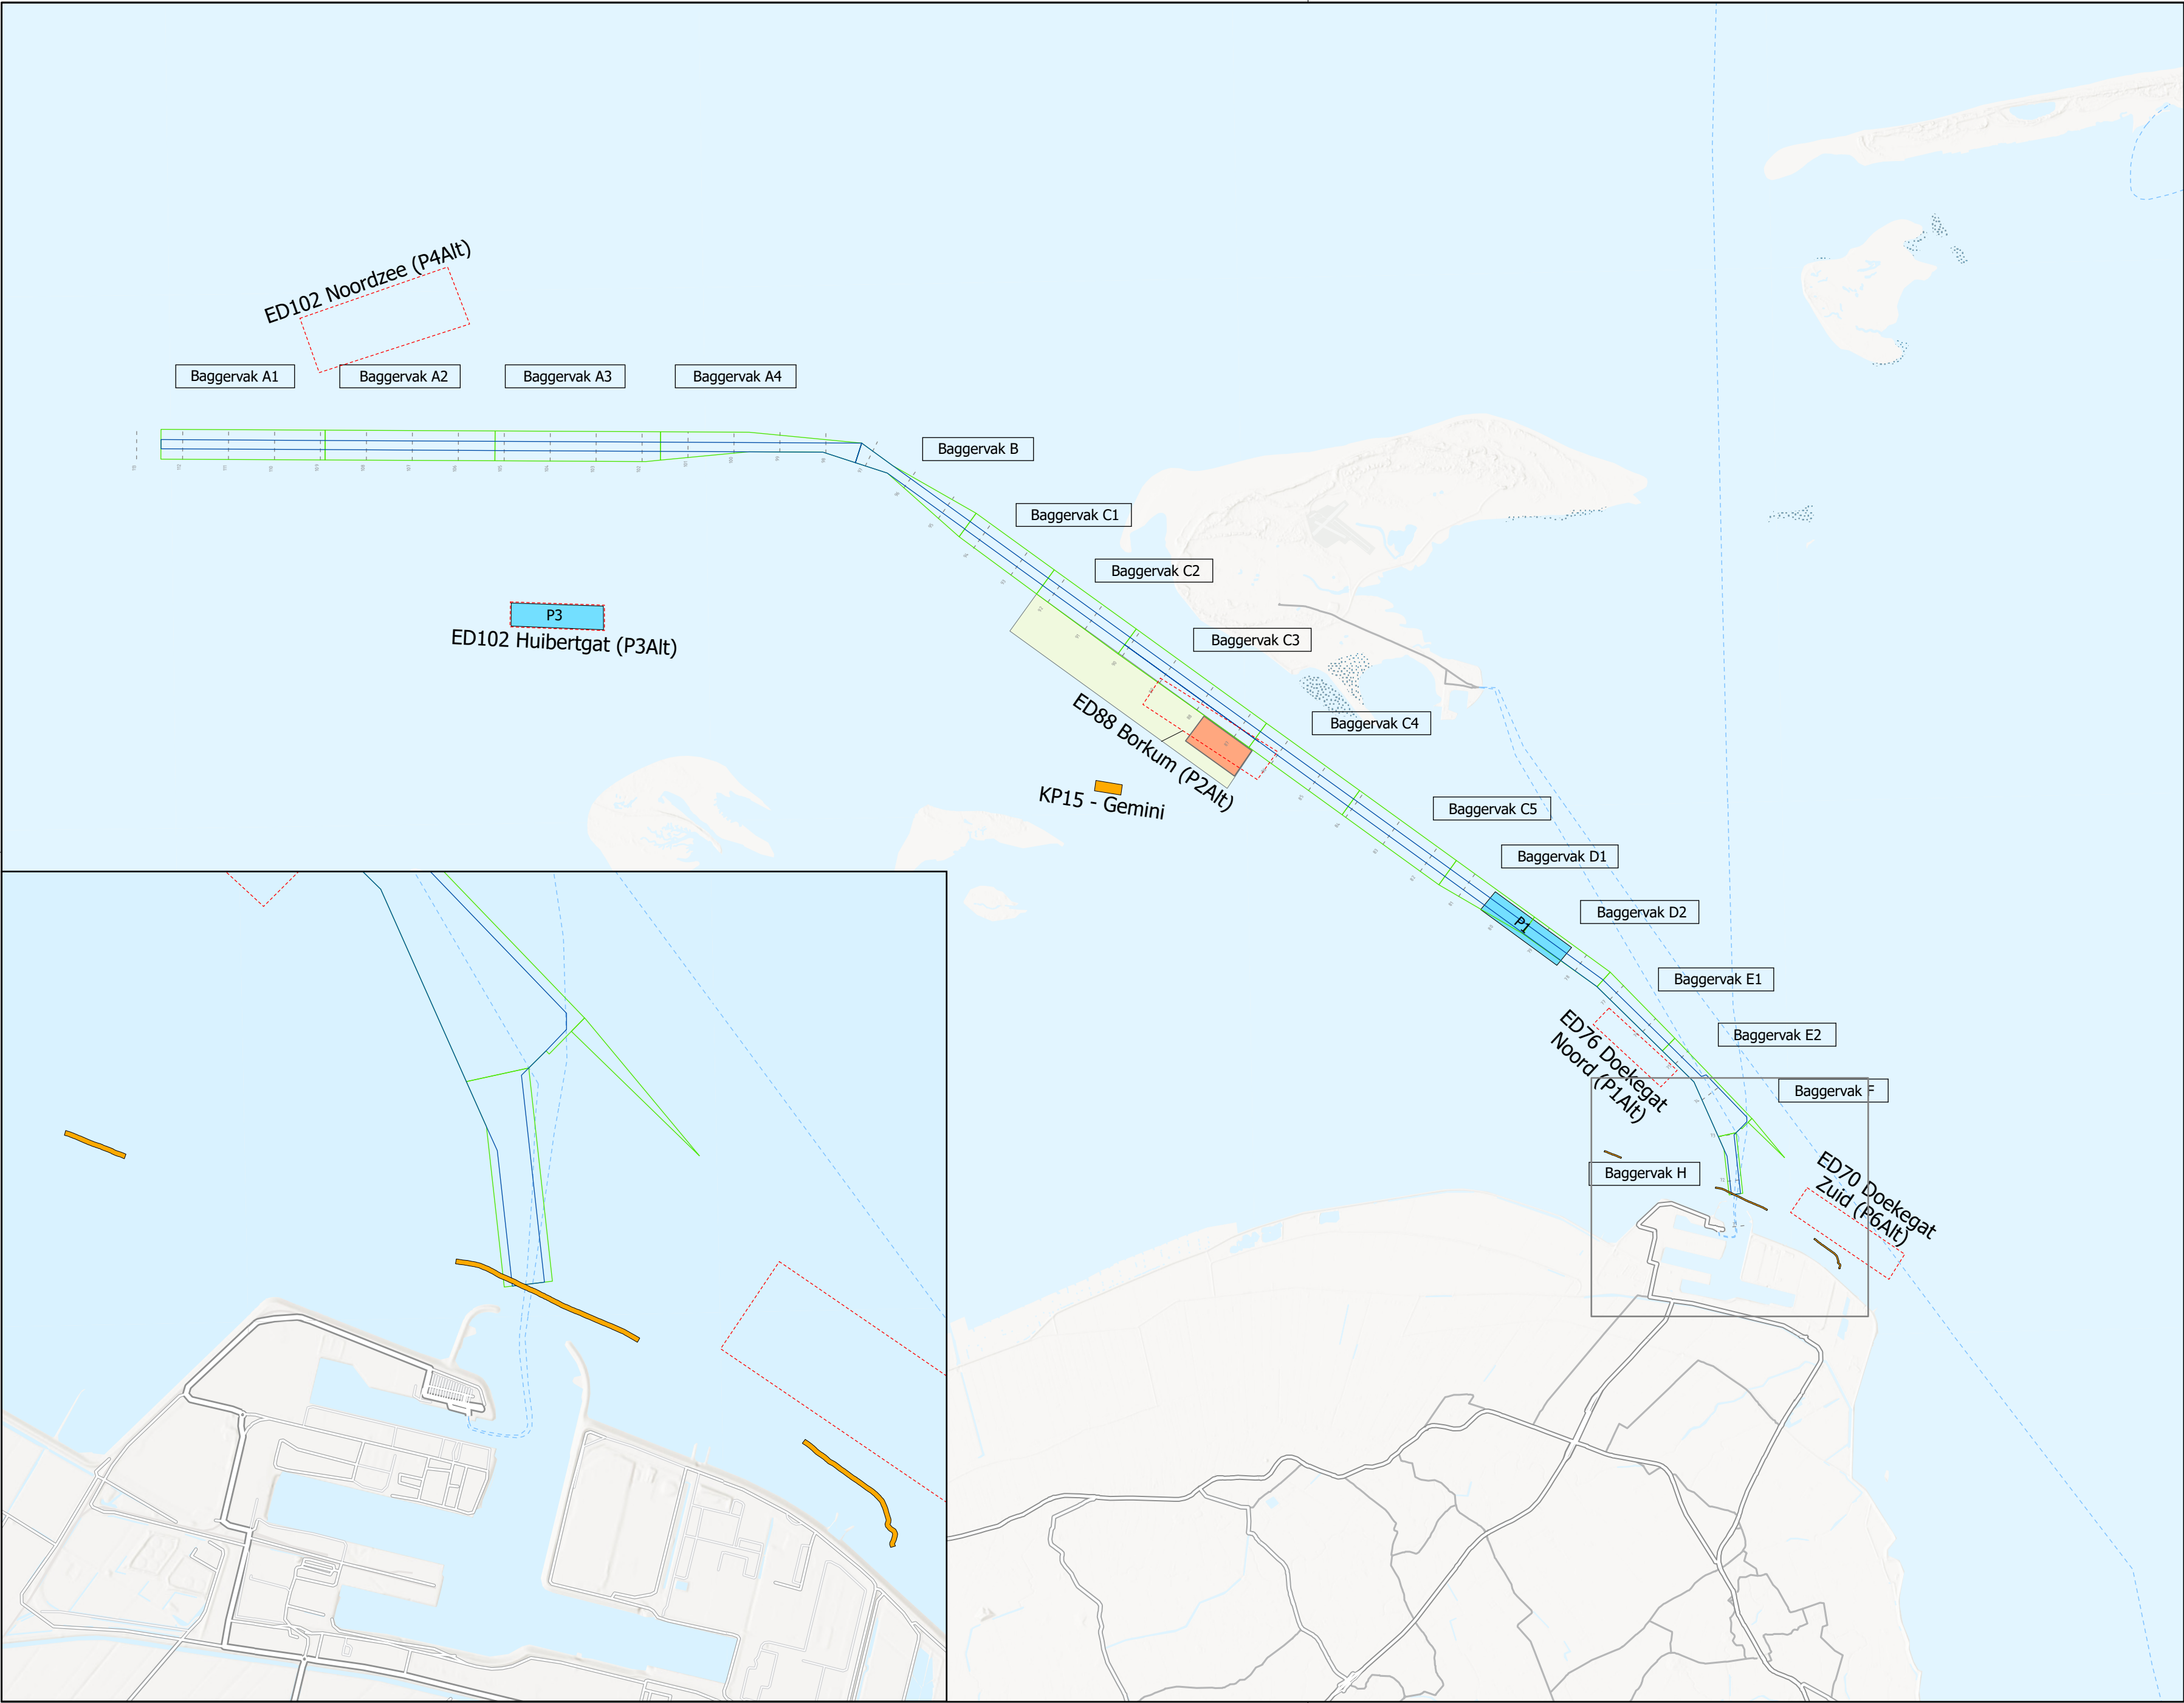 ED102 Noordzee (P4Alt)
Baggervak A1
Baggervak A2
Baggervak A3
Baggervak A4
Baggervak B
Baggervak C1
Baggervak C2
P3
ED102 Huibertgat (P3Alt)
Baggervak C3
Baggervak C4
ED88 Borkum (P2Alt)
KP15 - Gemini
Baggervak C5
Baggervak D1
Baggervak D2
P1
Baggervak E1
ED76 Doekegat
Noord (P1Alt)
Baggervak E2
Baggervak F
Baggervak H
ED70 Doekegat
Zuid (P6Alt)